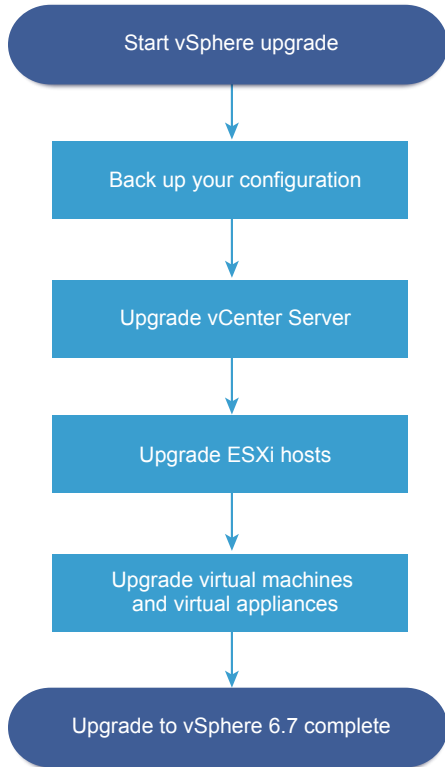 Start vSphere upgrade
Back up your configuration
Upgrade vCenter Server
Upgrade ESXi hosts
Upgrade virtual machines
and virtual appliances
Upgrade to vSphere 6.7 complete